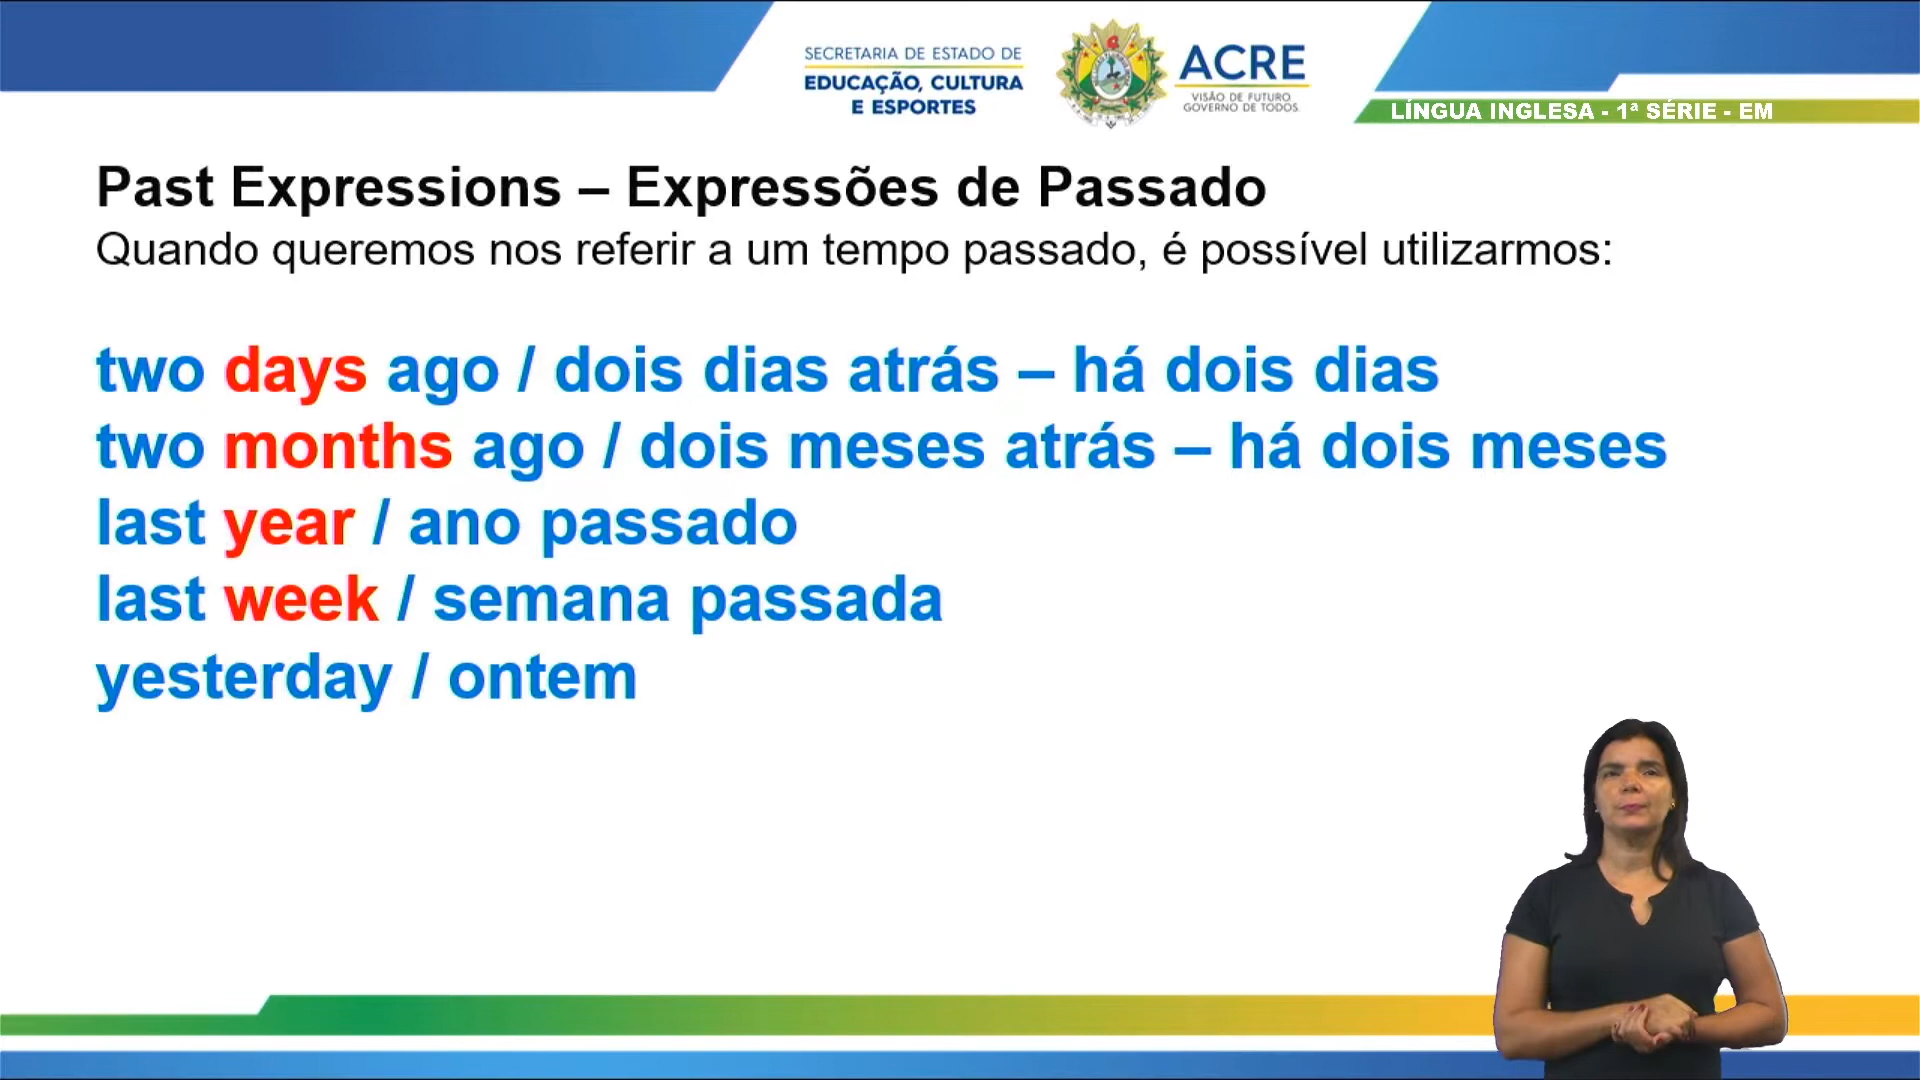 SECRETARIA DE ESTADO DE
EDUCAÇÃO, CULTURA
E ESPORTES
ACRE
VISÃO DE FUTURO
GOVERNO DE TODOS
LÍNGUA INGLESA - 1ª SÉRIE - EM
Past Expressions – Expressões de Passado
Quando queremos nos referir a um tempo passado, é possível utilizarmos:
two days ago / dois dias atrás – há dois dias
two months ago / dois meses atrás – há dois meses
last year / ano passado
last week / semana passada
yesterday / ontem